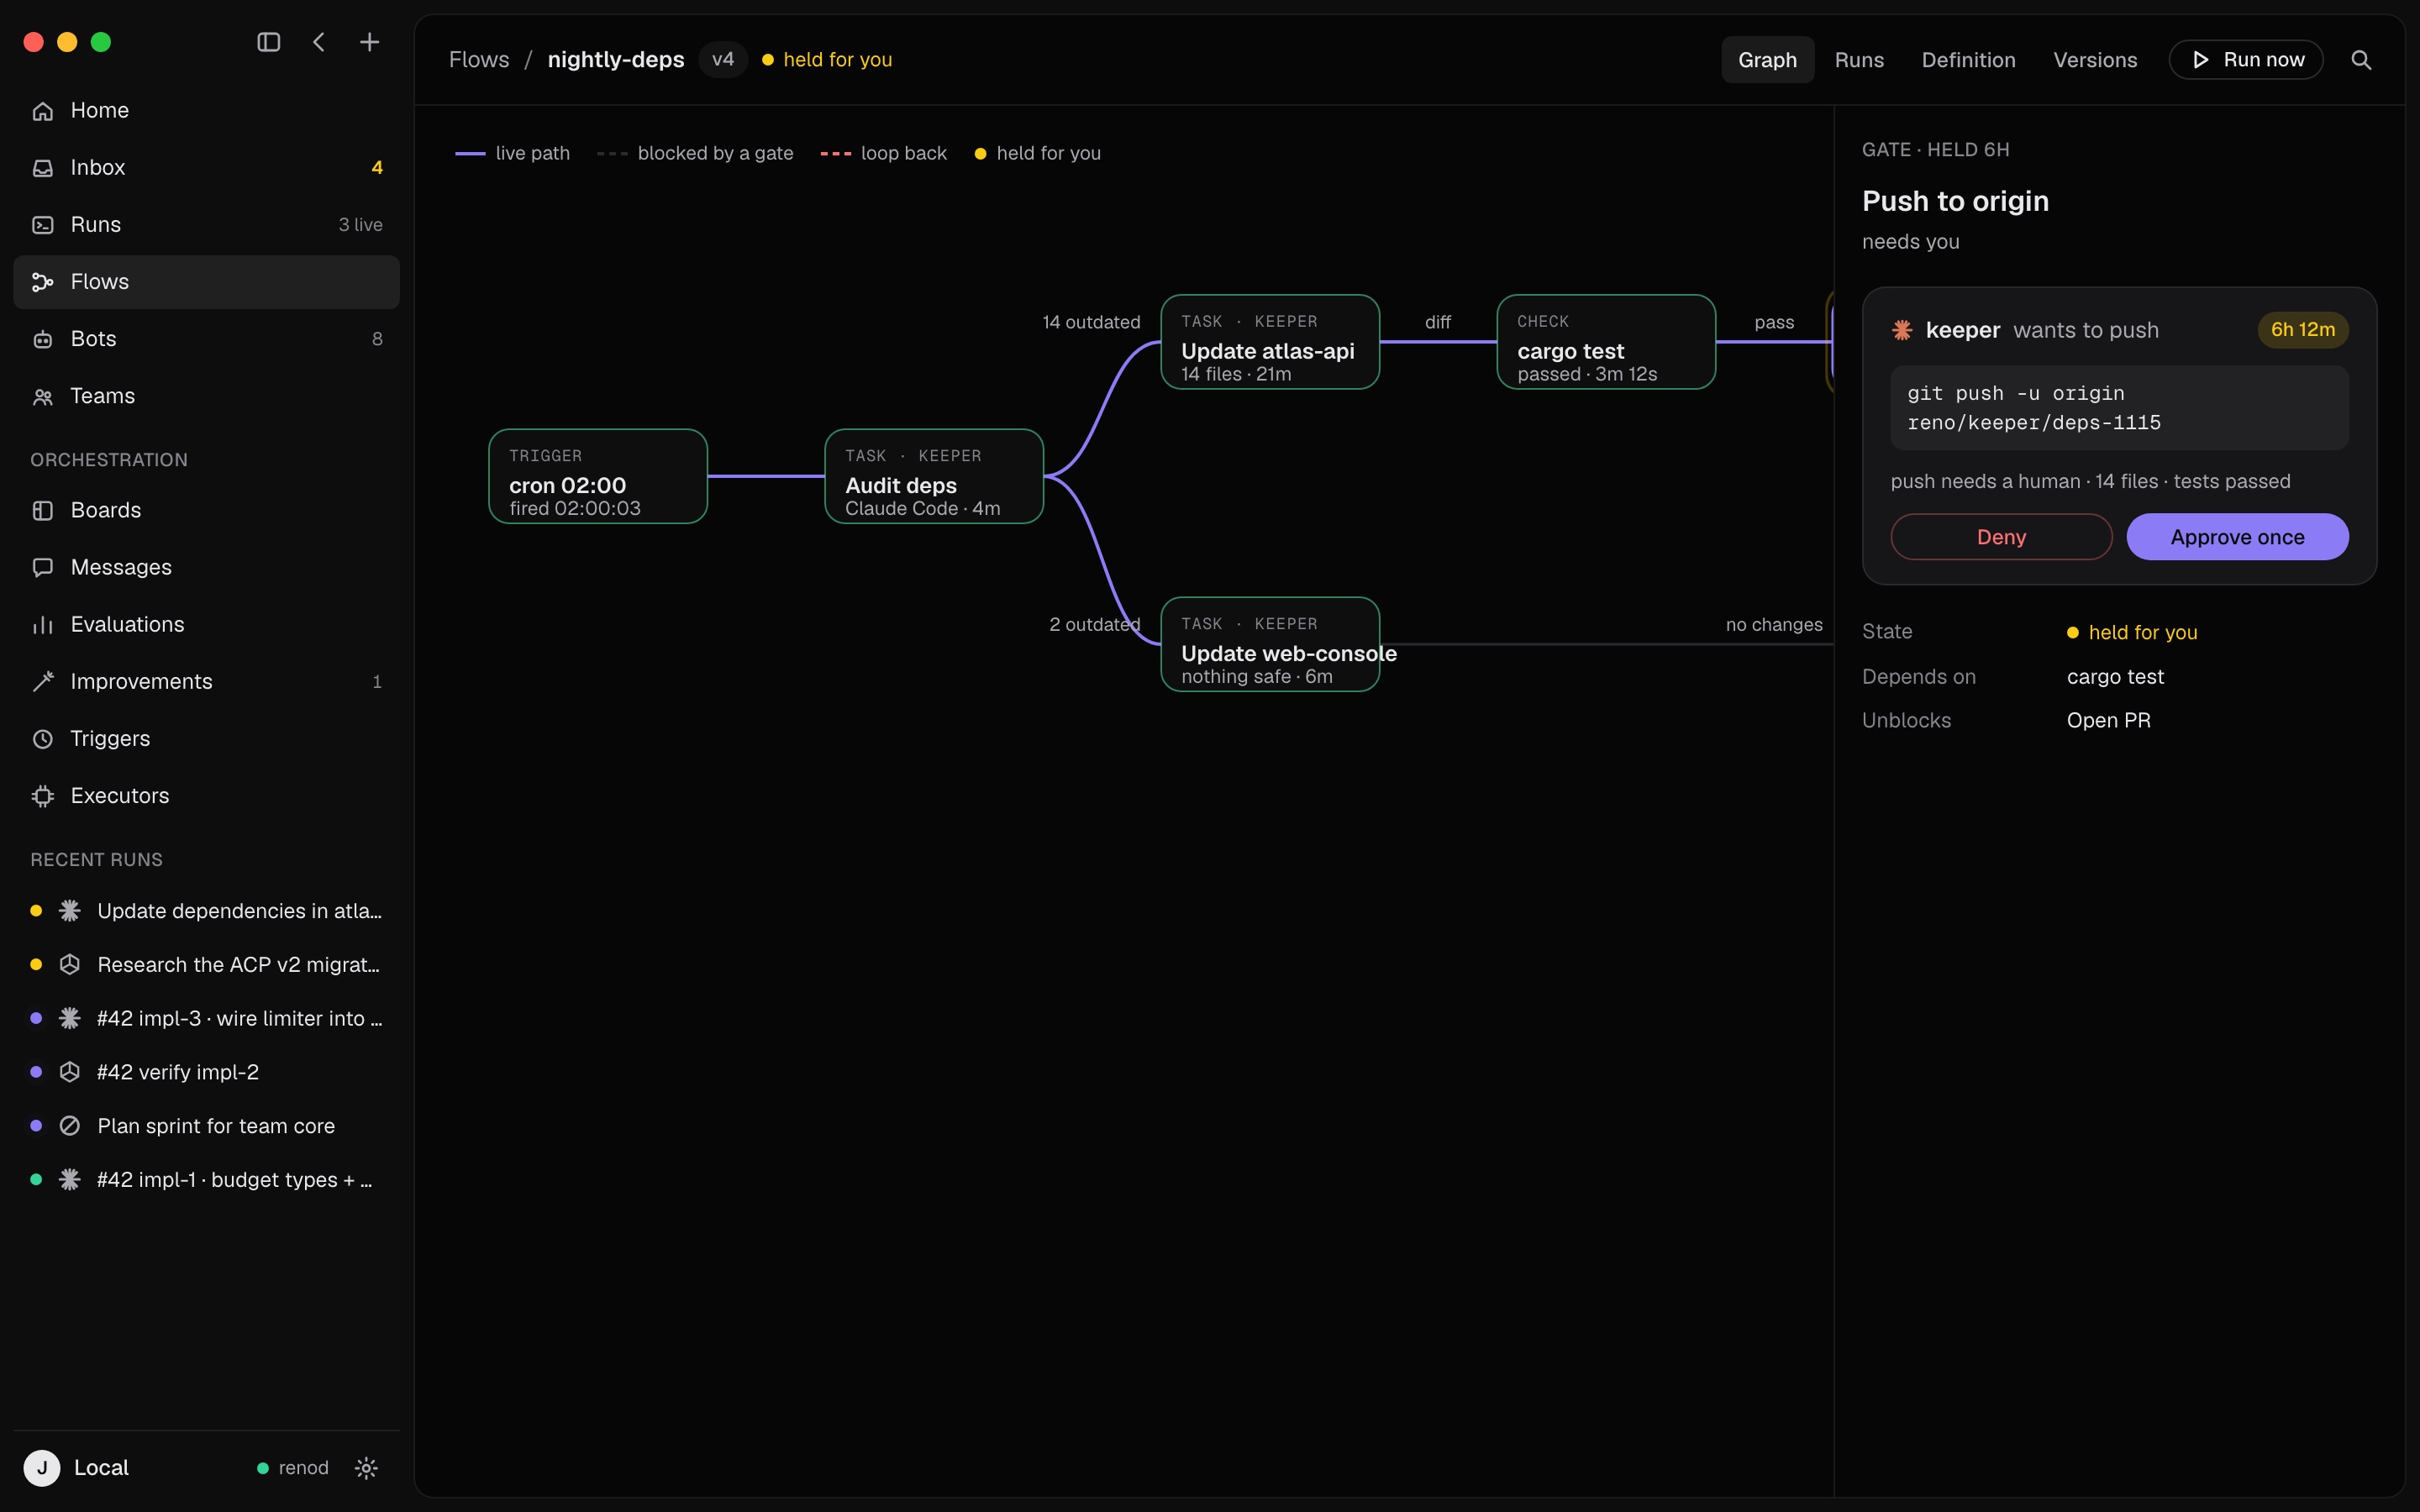 Home
Inbox 4
Runs 3 live
Flows
Bots 8
Teams
ORCHESTRATION
Boards
Messages
Evaluations
Improvements 1
Triggers
Executors
RECENT RUNS
Update dependencies in atla...
Research the ACP v2 migrat...
#42 impl-3 · wire limiter into ...
#42 verify impl-2
Plan sprint for team core
#42 impl-1 · budget types + ...
J Local renod
Flows / nightly-deps v4 held for you
Graph Runs Definition Versions Run now
live path blocked by a gate loop back held for you
TRIGGER
cron 02:00
fired 02:00:03
TASK · KEEPER
Audit deps
Claude Code · 4m
14 outdated
TASK · KEEPER
Update atlas-api
14 files · 21m
diff
CHECK
cargo test
passed · 3m 12s
pass
2 outdated
TASK · KEEPER
Update web-console
nothing safe · 6m
no changes
GATE · HELD 6H
Push to origin
needs you
keeper wants to push 6h 12m
git push -u origin
reno/keeper/deps-1115
push needs a human · 14 files · tests passed
Deny Approve once
State held for you
Depends on cargo test
Unblocks Open PR